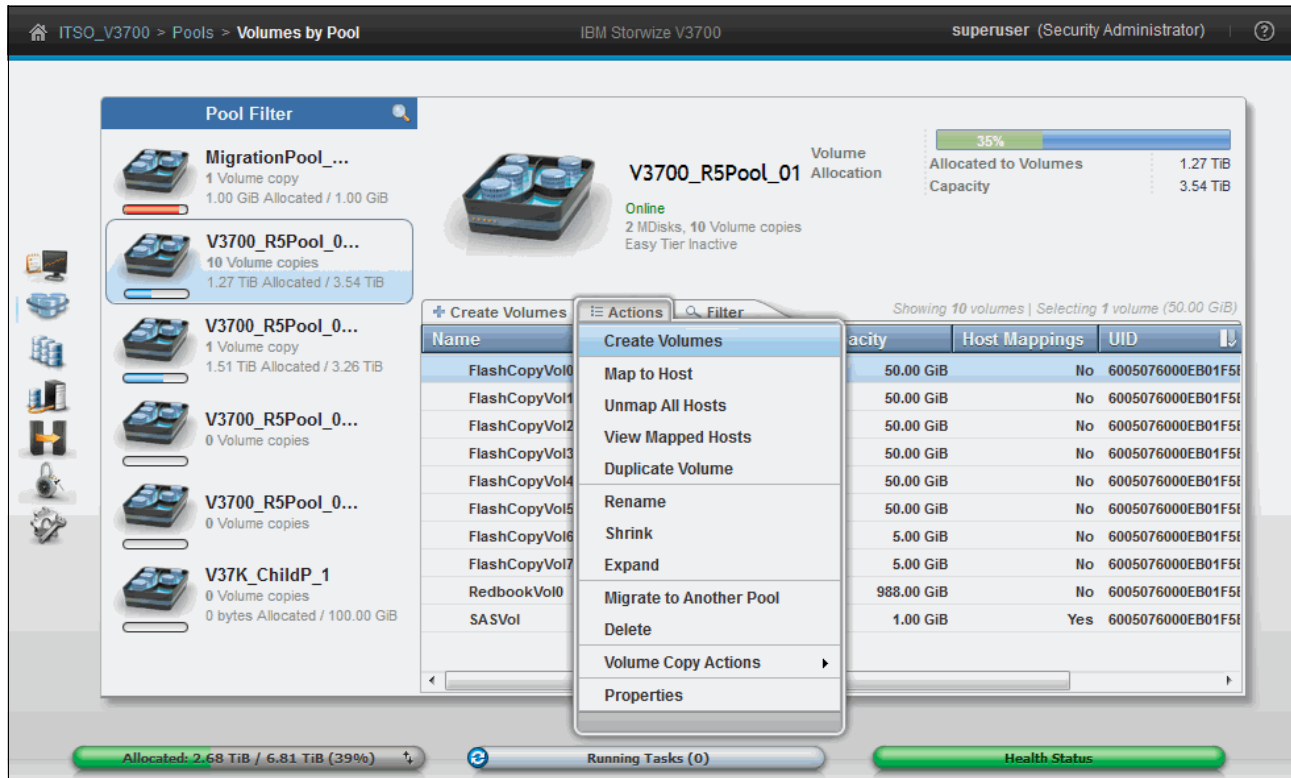 ITSO_V3700 > Pools > Volumes by Pool
IBM Storwize V3700
superuser (Security Administrator)
?
Pool Filter
MigrationPool_...
1 Volume copy
1.00 GiB Allocated / 1.00 GiB
V3700_R5Pool_0...
10 Volume copies
1.27 TiB Allocated / 3.54 TiB
V3700_R5Pool_0...
1 Volume copy
1.51 TiB Allocated / 3.26 TiB
V3700_R5Pool_0...
0 Volume copies
V3700_R5Pool_0...
0 Volume copies
V37K_ChildP_1
0 Volume copies
0 bytes Allocated / 100.00 GiB
V3700_R5Pool_01
Online
2 MDisks, 10 Volume copies
Easy Tier Inactive
Volume Allocation
35%
Allocated to Volumes 1.27 TiB
Capacity 3.54 TiB
Create Volumes Actions Filter
Showing 10 volumes | Selecting 1 volume (50.00 GiB)
Name acity Host Mappings UID
FlashCopyVol0 50.00 GiB No 6005076000EB01F5E
FlashCopyVol1 50.00 GiB No 6005076000EB01F5E
FlashCopyVol2 50.00 GiB No 6005076000EB01F5E
FlashCopyVol3 50.00 GiB No 6005076000EB01F5E
FlashCopyVol4 50.00 GiB No 6005076000EB01F5E
FlashCopyVol5 50.00 GiB No 6005076000EB01F5E
FlashCopyVol6 5.00 GiB No 6005076000EB01F5E
FlashCopyVol7 5.00 GiB No 6005076000EB01F5E
RedbookVol0 988.00 GiB No 6005076000EB01F5E
SASVol 1.00 GiB Yes 6005076000EB01F5E
Create Volumes
Map to Host
Unmap All Hosts
View Mapped Hosts
Duplicate Volume
Rename
Shrink
Expand
Migrate to Another Pool
Delete
Volume Copy Actions
Properties
Allocated: 2.68 TiB / 6.81 TiB (39%)
Running Tasks (0)
Health Status